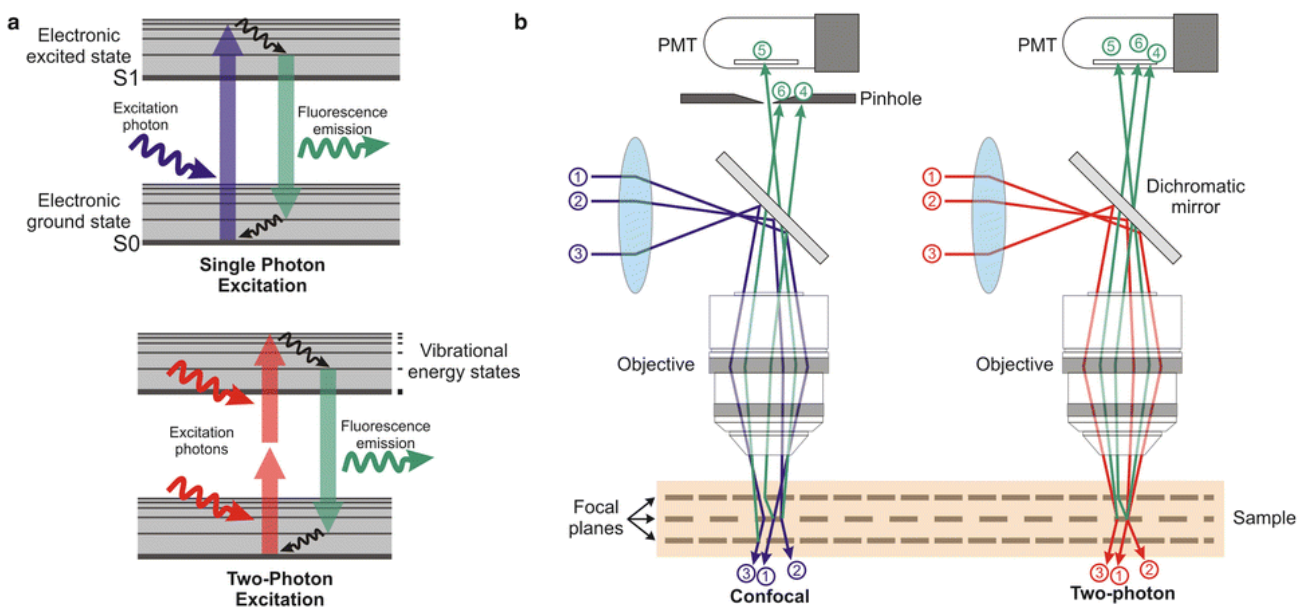 a
Electronic
excited state
S1
Excitation
photon
Fluorescence
emission
Electronic
ground state
S0
Single Photon
Excitation
Vibrational
energy states
Excitation
photons
Fluorescence
emission
Two-Photon
Excitation
b
PMT
5
6
4
Pinhole
1
2
3
Objective
Focal
planes
3
1
2
Confocal
PMT
5
6
4
1
2
3
Dichromatic
mirror
Objective
Sample
3
1
2
Two-photon